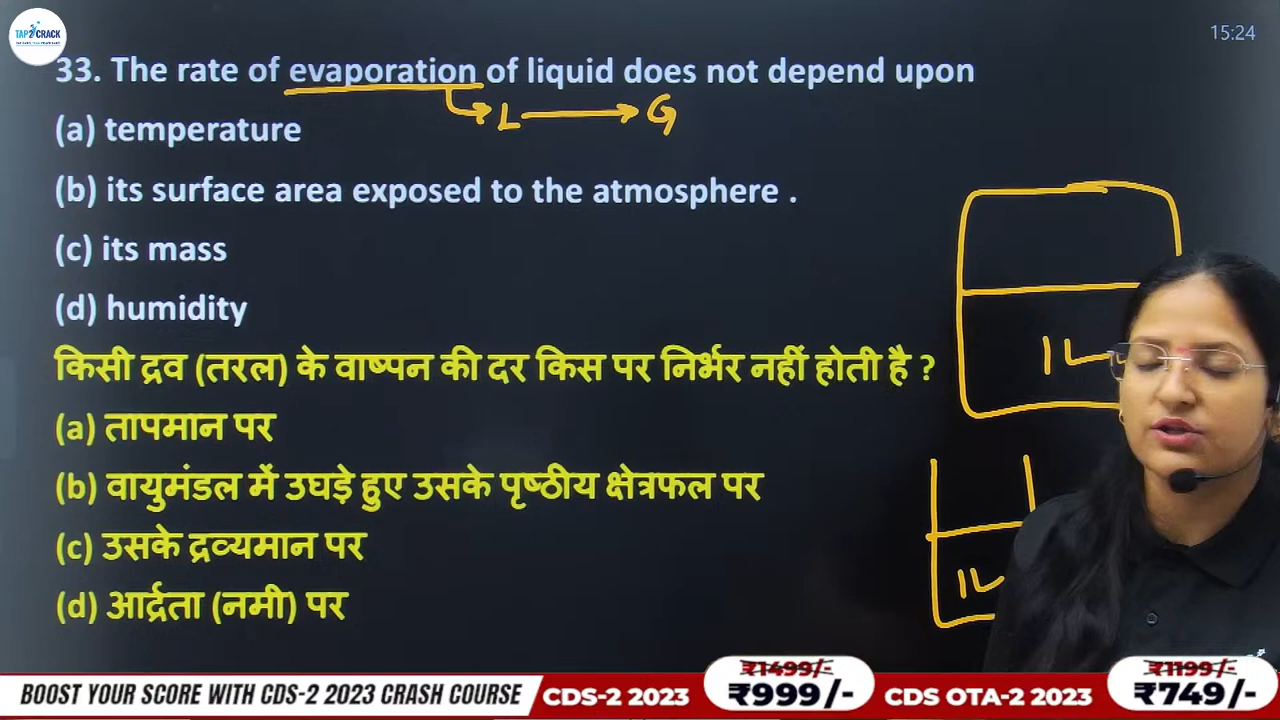 TAP2CRACK
15:24
33. The rate of evaporation of liquid does not depend upon
L → G
(a) temperature
(b) its surface area exposed to the atmosphere .
(c) its mass
(d) humidity
1L
किसी द्रव (तरल) के वाष्पन की दर किस पर निर्भर नहीं होती है ?
(a) तापमान पर
(b) वायुमंडल में उघड़े हुए उसके पृष्ठीय क्षेत्रफल पर
(c) उसके द्रव्यमान पर
1L
(d) आर्द्रता (नमी) पर
BOOST YOUR SCORE WITH CDS-2 2023 CRASH COURSE
CDS-2 2023
₹1499/-
₹999/-
CDS OTA-2 2023
₹1199/-
₹749/-